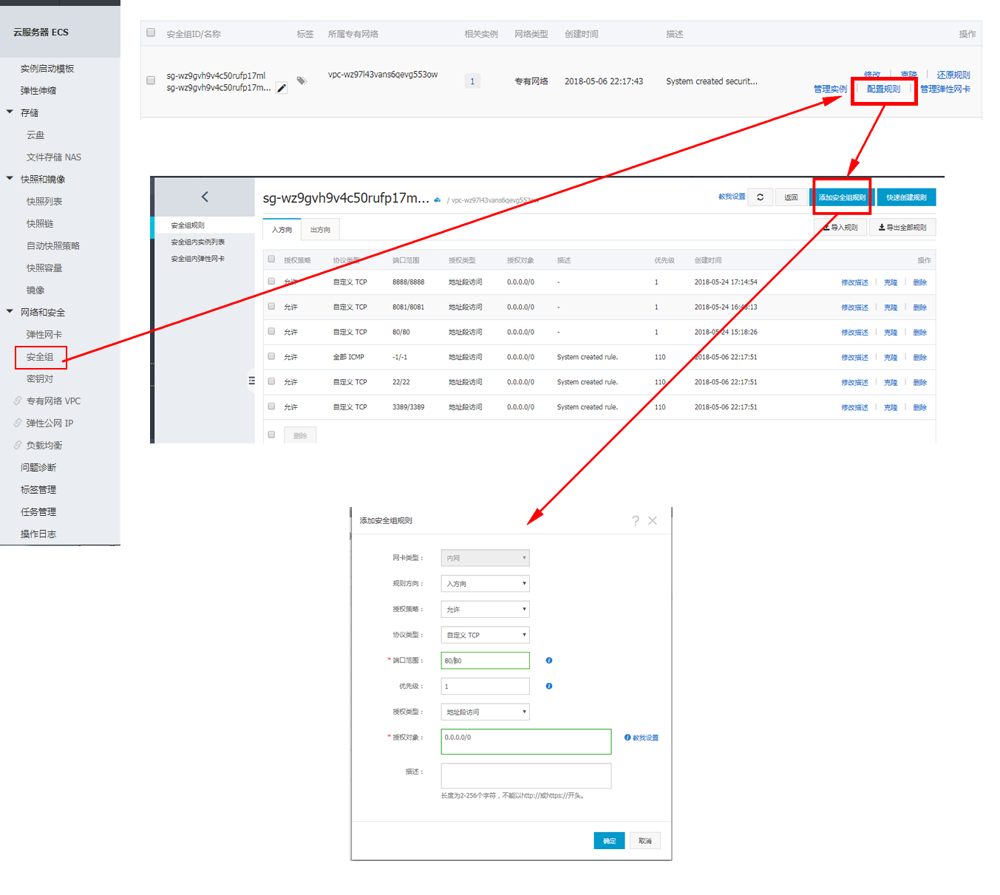 云服务器 ECS
实例启动模板
弹性伸缩
存储
云盘
文件存储 NAS
快照和镜像
快照列表
快照链
自动快照策略
快照容量
镜像
网络和安全
弹性网卡
安全组
密钥对
专有网络 VPC
弹性公网 IP
负载均衡
问题诊断
标签管理
任务管理
操作日志
安全组ID/名称 标签 所属专有网络 相关实例 网络类型 创建时间 描述 操作
sg-wz9gvh9v4c50rufp17ml
sg-wz9gvh9v4c50rufp17m...
vpc-wz97l43vans6qevg553ow 1 专有网络 2018-05-06 22:17:43 System created securit...
修改 克隆 还原规则
管理实例 配置规则 管理弹性网卡
安全组规则
安全组内实例列表
安全组内弹性网卡
sg-wz9gvh9v4c50rufp17m... / vpc-wz97l43vans6qevg553ow 教我设置 返回 添加安全组规则 快速创建规则
入方向 出方向 导入规则 导出全部规则
授权策略 协议类型 端口范围 授权类型 授权对象 描述 优先级 创建时间 操作
允许 自定义 TCP 8888/8888 地址段访问 0.0.0.0/0 - 1 2018-05-24 17:14:54 修改描述 克隆 删除
允许 自定义 TCP 8081/8081 地址段访问 0.0.0.0/0 - 1 2018-05-24 16:43:13 修改描述 克隆 删除
允许 自定义 TCP 80/80 地址段访问 0.0.0.0/0 - 1 2018-05-24 15:18:26 修改描述 克隆 删除
允许 全部 ICMP -1/-1 地址段访问 0.0.0.0/0 System created rule. 110 2018-05-06 22:17:51 修改描述 克隆 删除
允许 自定义 TCP 22/22 地址段访问 0.0.0.0/0 System created rule. 110 2018-05-06 22:17:51 修改描述 克隆 删除
允许 自定义 TCP 3389/3389 地址段访问 0.0.0.0/0 System created rule. 110 2018-05-06 22:17:51 修改描述 克隆 删除
删除
添加安全组规则 ?
网卡类型： 内网
规则方向： 入方向
授权策略： 允许
协议类型： 自定义 TCP
* 端口范围： 80/80
优先级： 1
授权类型： 地址段访问
* 授权对象： 0.0.0.0/0 教我设置
描述：
长度为2-256个字符，不能以http://或https://开头。
确定 取消